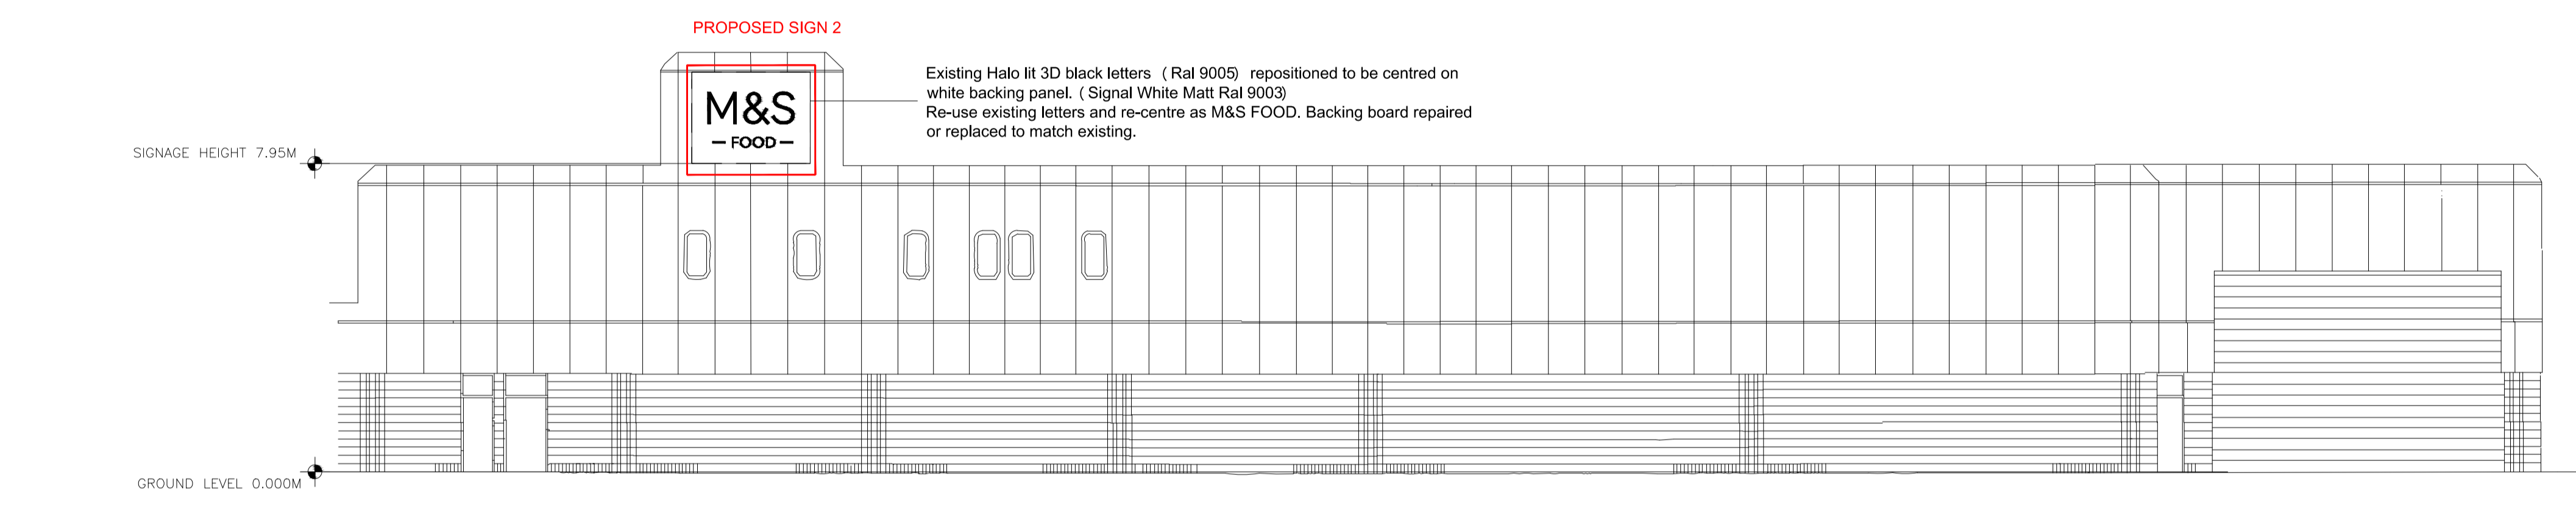 PROPOSED SIGN 2
Existing Halo lit 3D black letters ( Ral 9005) repositioned to be centred on
white backing panel. ( Signal White Matt Ral 9003)
Re-use existing letters and re-centre as M&S FOOD. Backing board repaired
or replaced to match existing.
M&S
— FOOD —
SIGNAGE HEIGHT 7.95M
GROUND LEVEL 0.000M